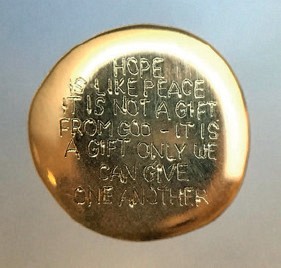 HOPE
IS LIKE PEACE
IT IS NOT A GIFT
FROM GOD - IT IS
A GIFT ONLY WE
CAN GIVE
ONE ANOTHER